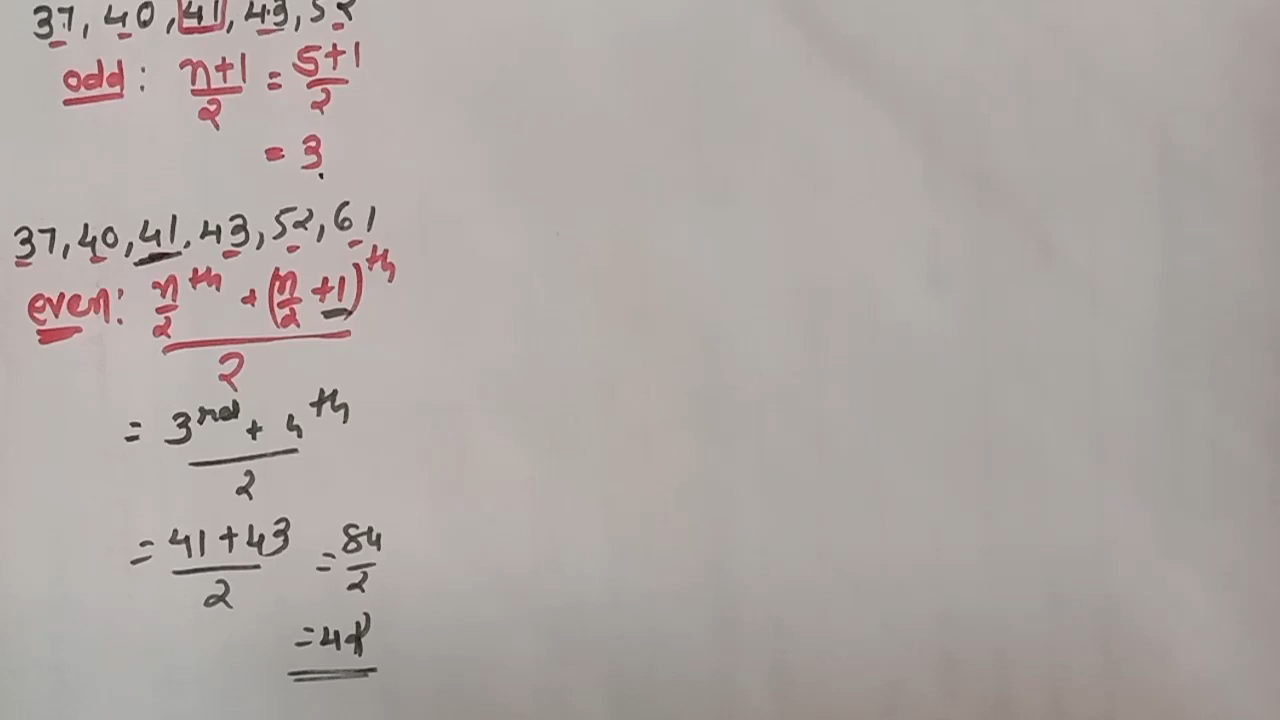 37, 40, 41, 43, 52
odd: n+1/2 = 5+1/2
= 3
37, 40, 41, 43, 52, 61
even: n/2 th + (n/2 +1)th / 2
= 3rd + 4th / 2
= 41+43/2 = 84/2